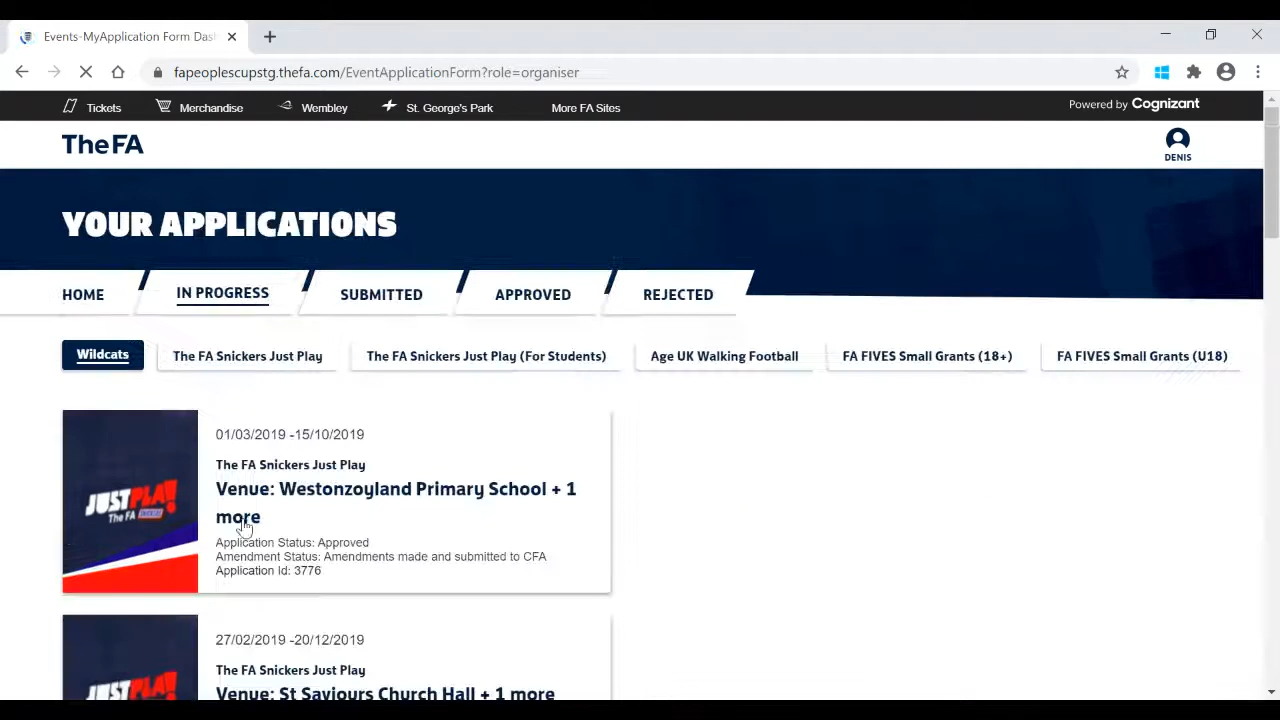 Events-MyApplication Form Das
fapeoplescupstg.thefa.com/EventApplicationForm?role=organiser
Tickets Merchandise Wembley St. George's Park More FA Sites Powered by Cognizant
The FA
DENIS
YOUR APPLICATIONS
HOME IN PROGRESS SUBMITTED APPROVED REJECTED
Wildcats The FA Snickers Just Play The FA Snickers Just Play (For Students) Age UK Walking Football FA FIVES Small Grants (18+) FA FIVES Small Grants (U18)
JUST PLAY!
The FA
01/03/2019 -15/10/2019
The FA Snickers Just Play
Venue: Westonzoyland Primary School + 1
more
Application Status: Approved
Amendment Status: Amendments made and submitted to CFA
Application Id: 3776
27/02/2019 -20/12/2019
The FA Snickers Just Play
Venue: St Saviours Church Hall + 1 more
JUST PLAY!